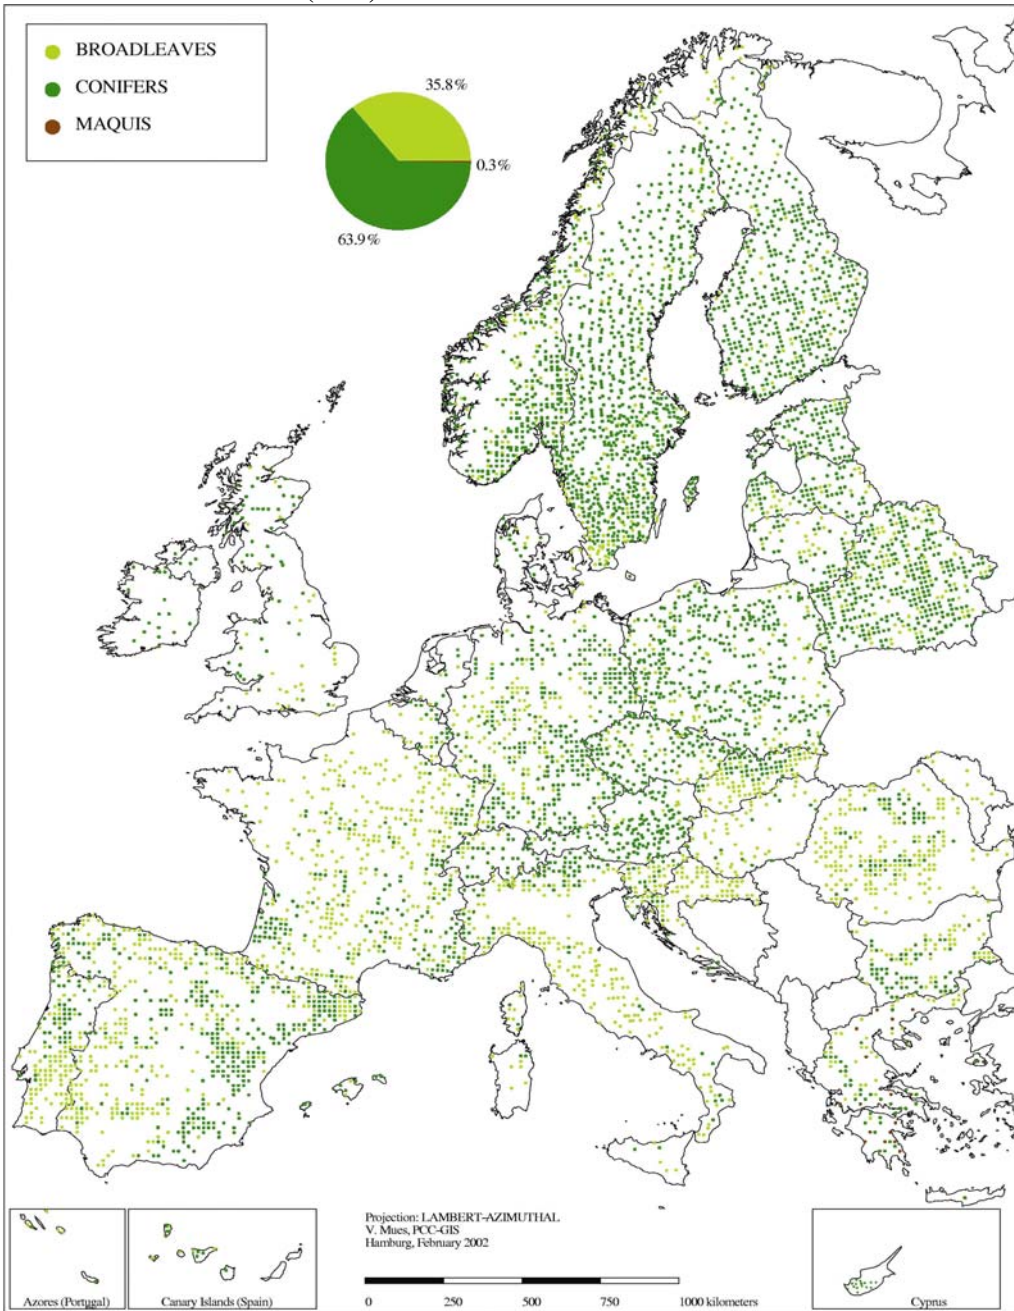 BROADLEAVES
CONIFERS
MAQUIS
35.8%
0.3%
63.9%
Projection: LAMBERT-AZIMUTHAL
V. Mues, PCC-GIS
Hamburg, February 2002
0 250 500 750 1000 kilometers
Azores (Portugal)
Canary Islands (Spain)
Cyprus